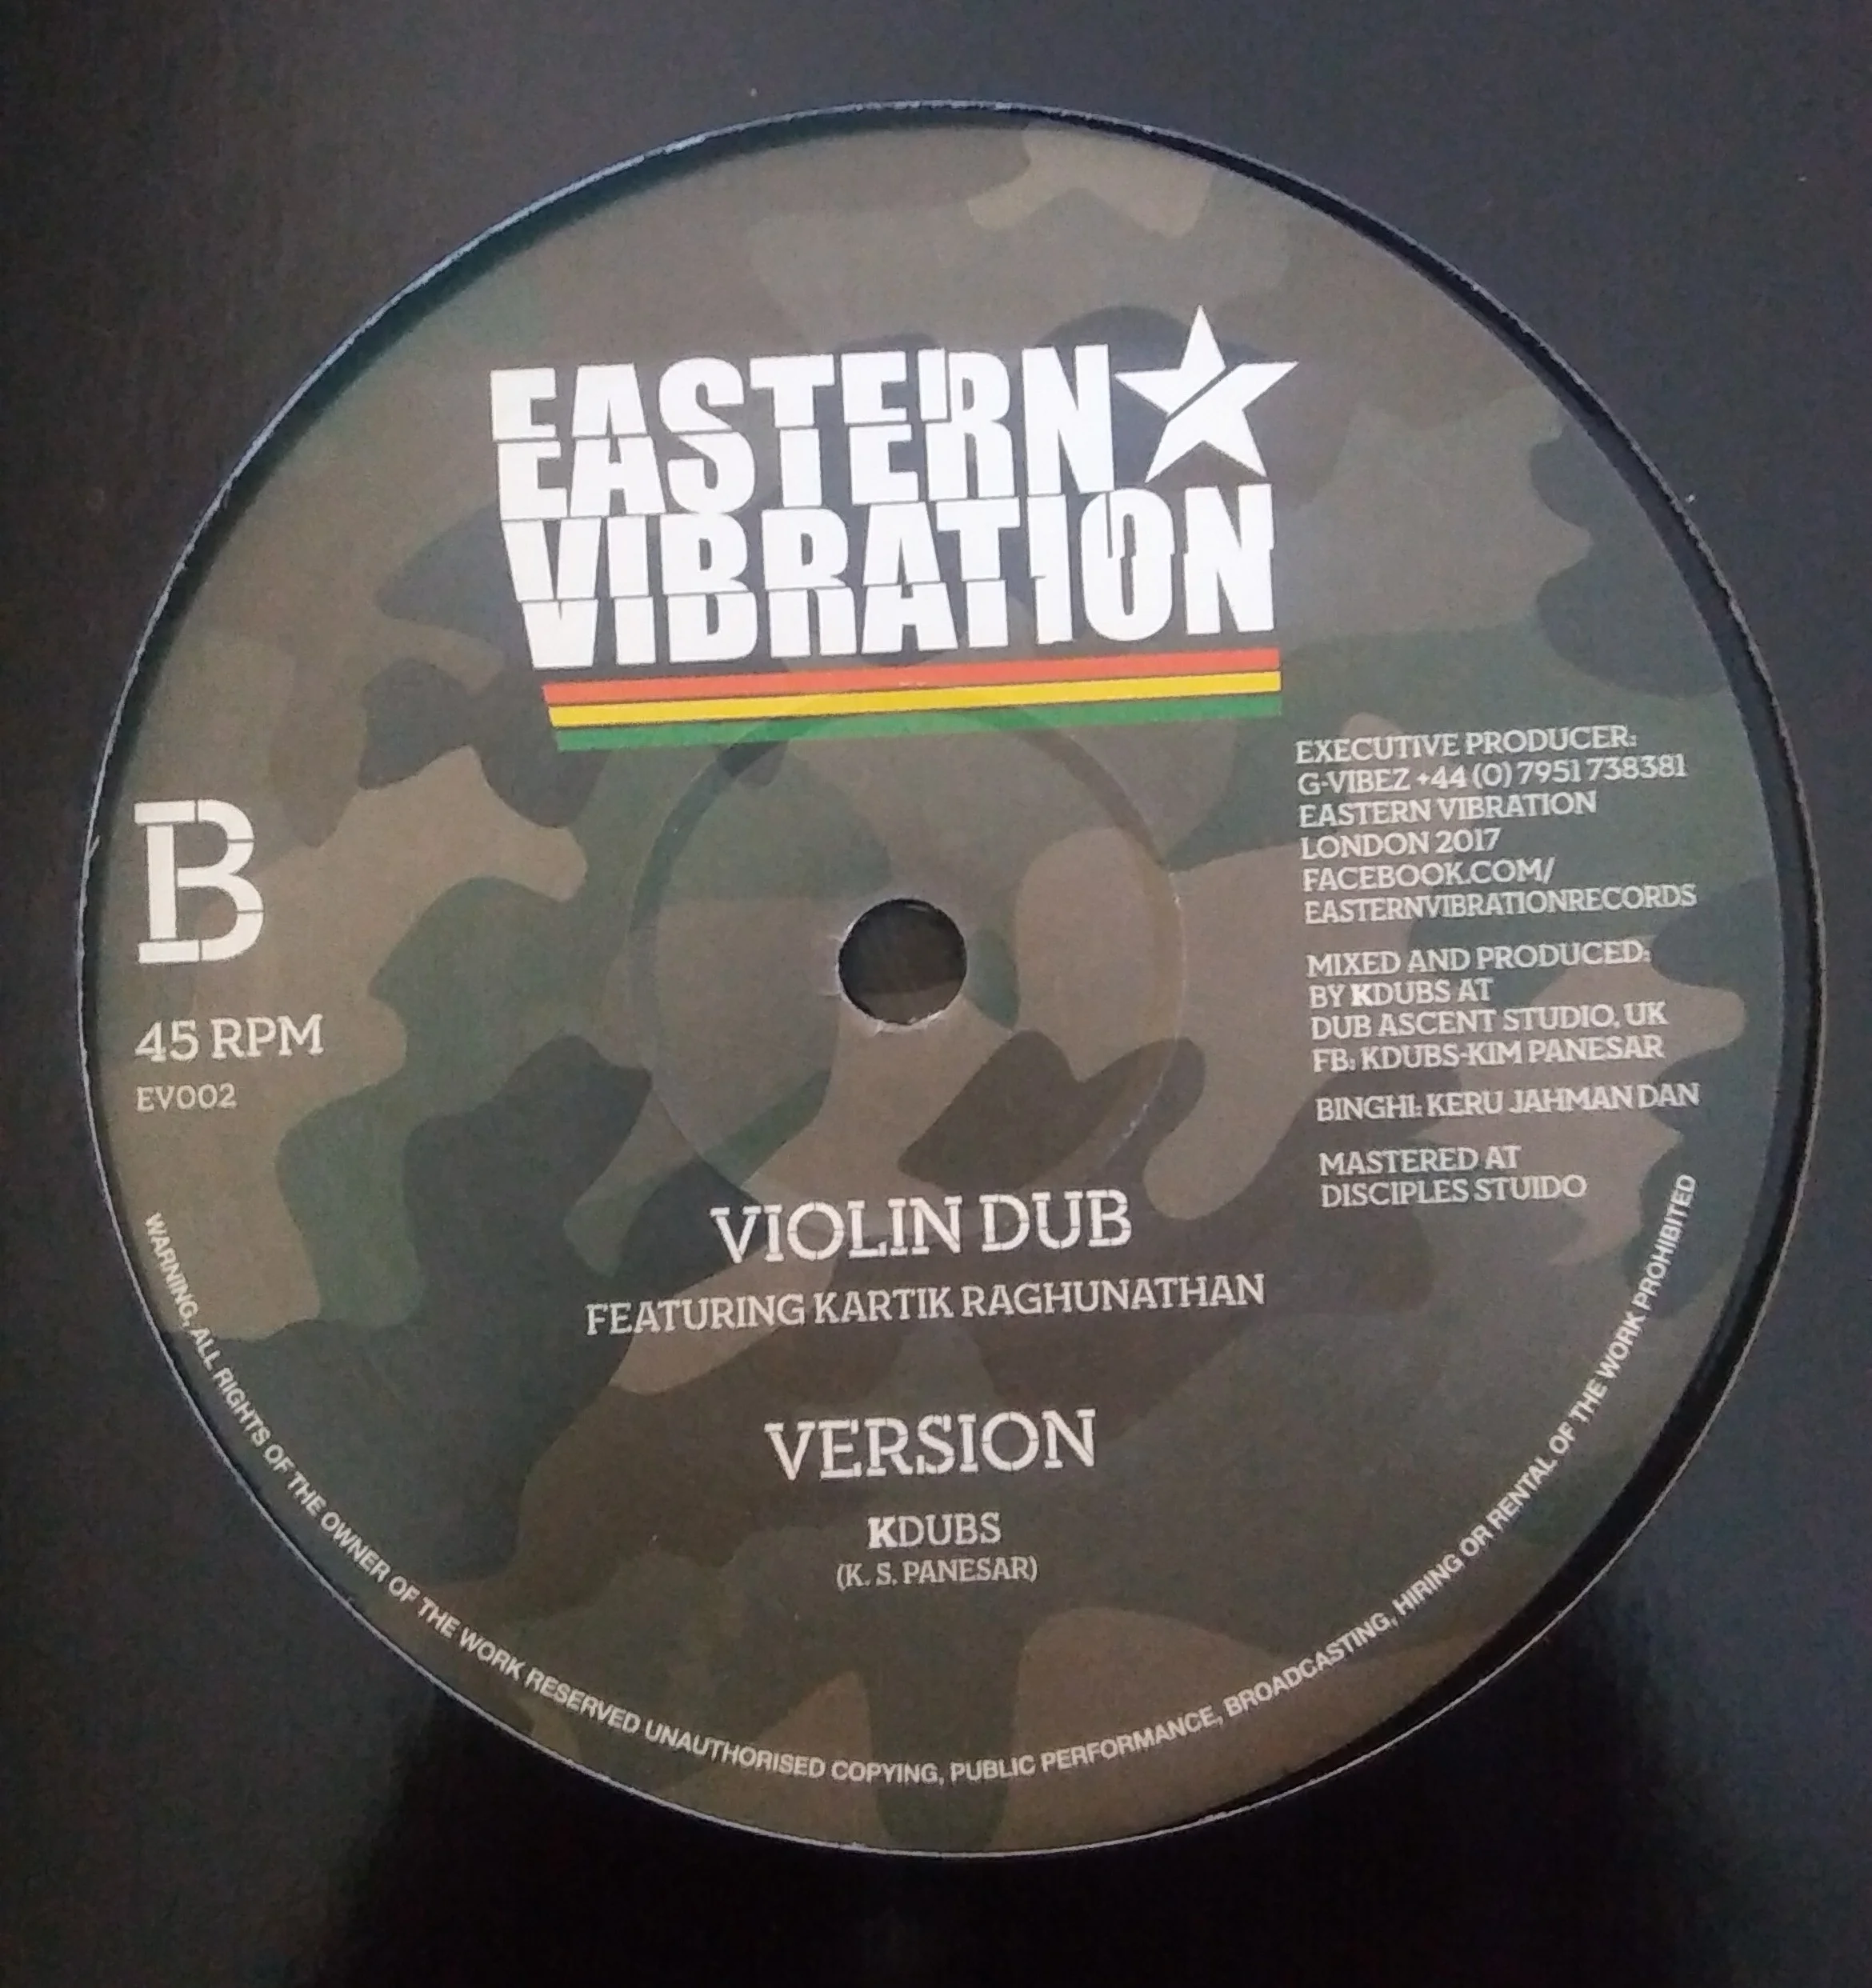 EASTERN
VIBRATION
B
45 RPM
EV002
EXECUTIVE PRODUCER:
G-VIBEZ +44 (0) 7951 738381
EASTERN VIBRATION
LONDON 2017
FACEBOOK.COM/
EASTERNVIBRATIONRECORDS
MIXED AND PRODUCED:
BY KDUBS AT
DUB ASCENT STUDIO, UK
FB: KDUBS-KIM PANESAR
BINGHI: KERU JAHMAN DAN
MASTERED AT
DISCIPLES STUIDO
VIOLIN DUB
FEATURING KARTIK RAGHUNATHAN
VERSION
KDUBS
(K. S. PANESAR)
WARNING, ALL RIGHTS OF THE OWNER OF THE WORK RESERVED UNAUTHORISED COPYING, PUBLIC PERFORMANCE, BROADCASTING, HIRING OR RENTAL OF THE WORK PROHIBITED